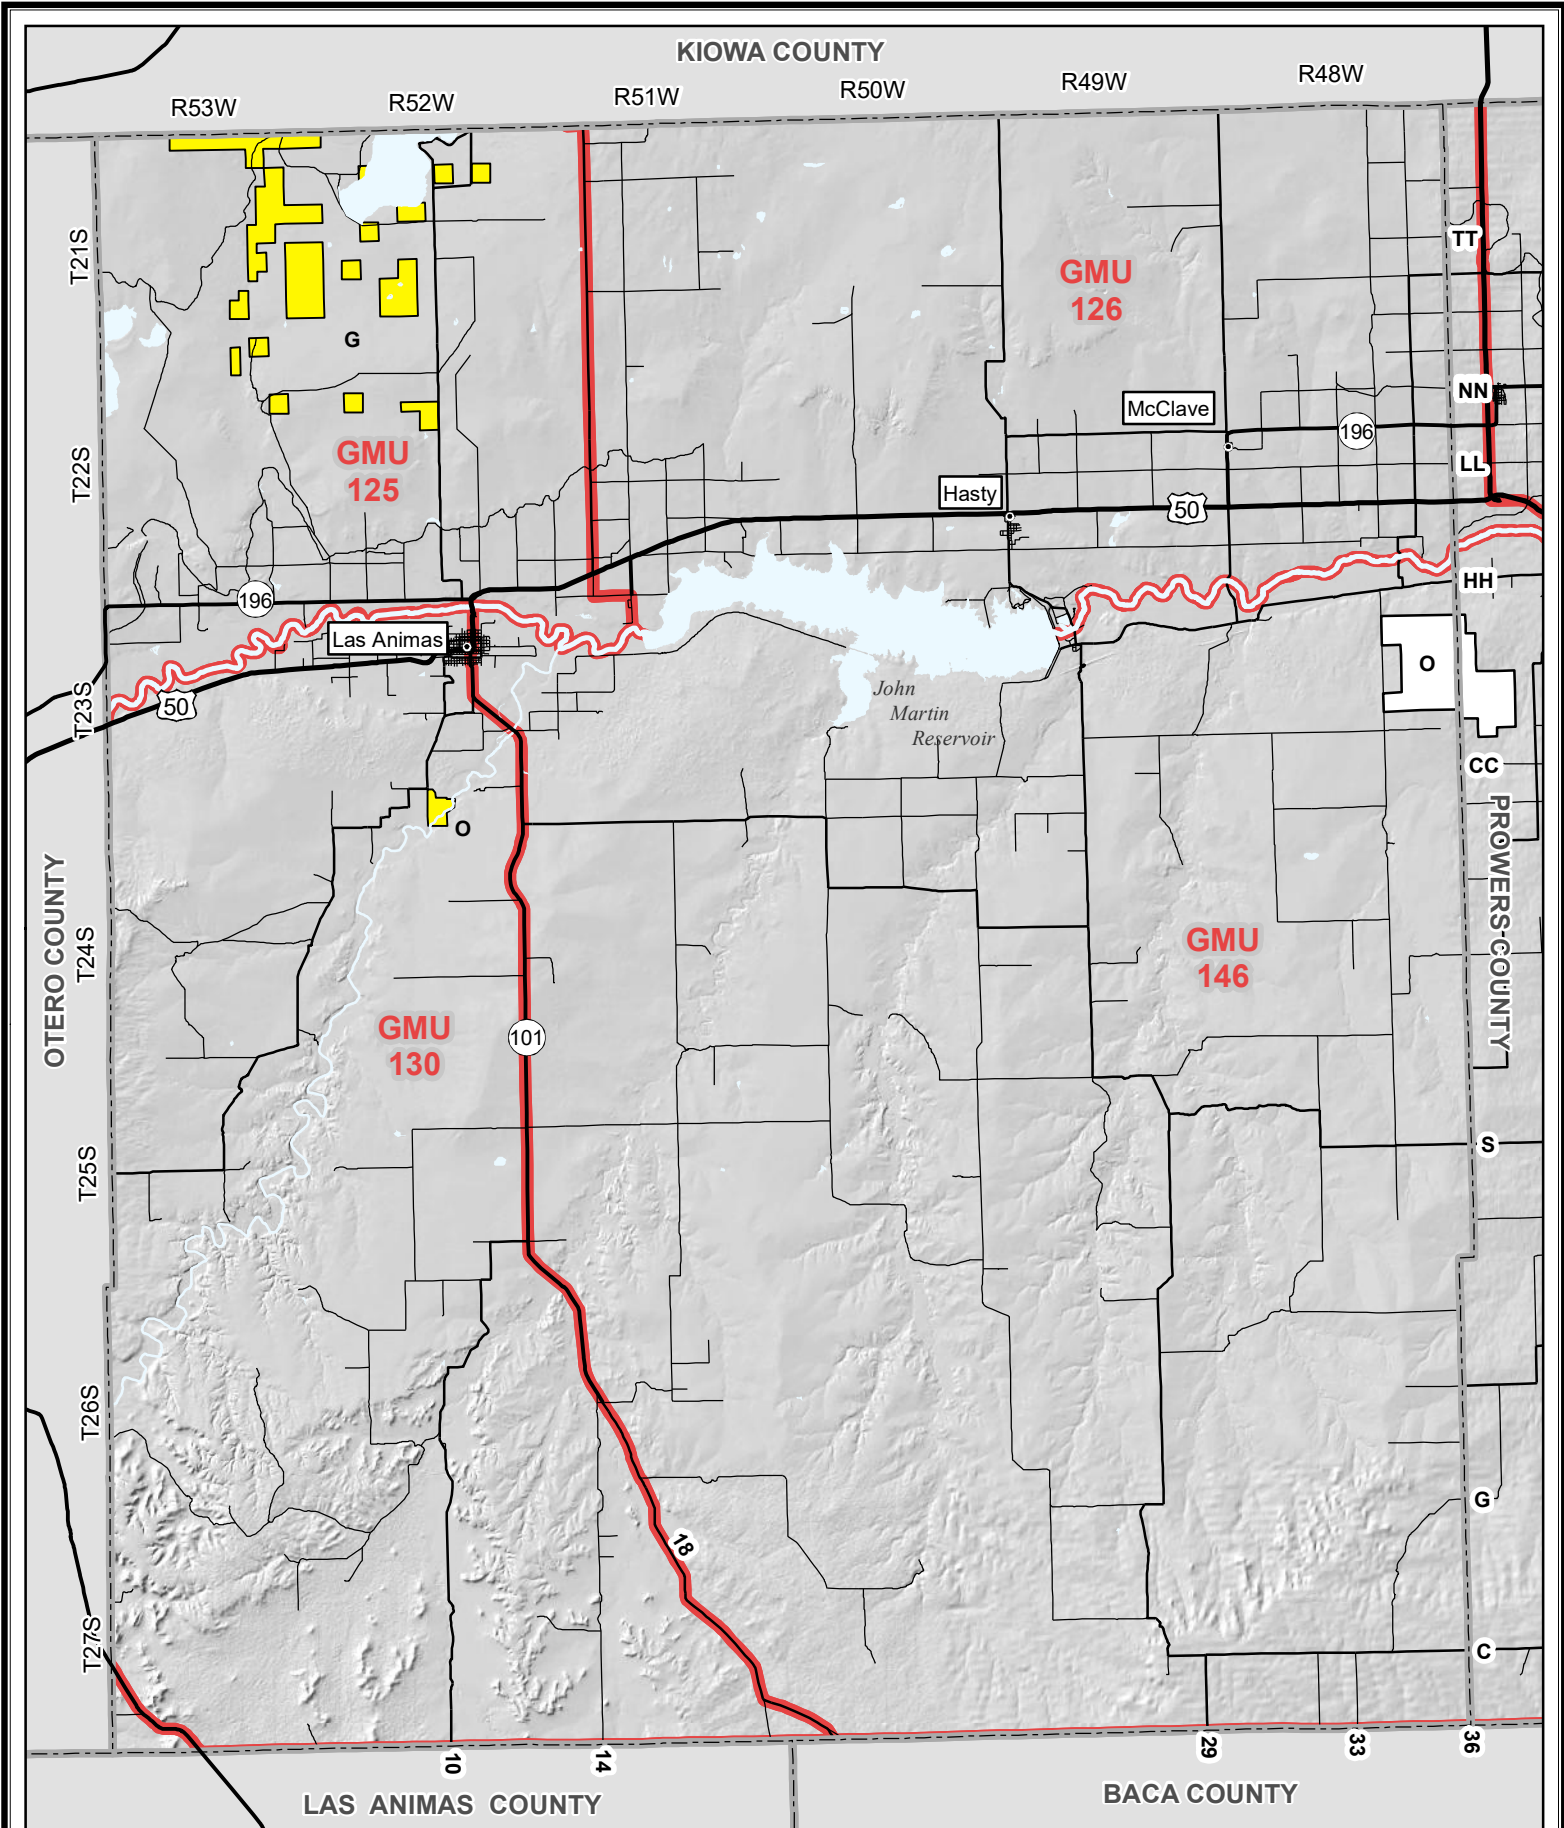 KIOWA COUNTY
R53W
R52W
R51W
R50W
R49W
R48W
T21S
TT
GMU
126
G
NN
McClave
196
GMU
125
T22S
LL
Hasty
50
196
HH
Las Animas
O
T23S
50
John
Martin
Reservoir
CC
PROWERS COUNTY
O
OTERO COUNTY
T24S
GMU
146
GMU
130
101
T25S
S
T26S
G
18
T27S
C
10
14
29
33
36
LAS ANIMAS COUNTY
BACA COUNTY